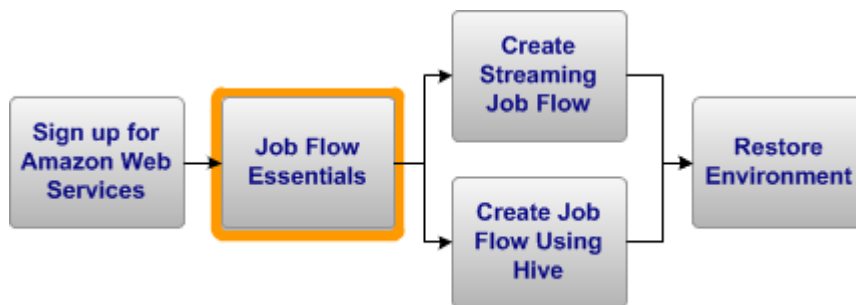 Sign up for
Amazon Web
Services
Job Flow
Essentials
Create
Streaming
Job Flow
Create Job
Flow Using
Hive
Restore
Environment